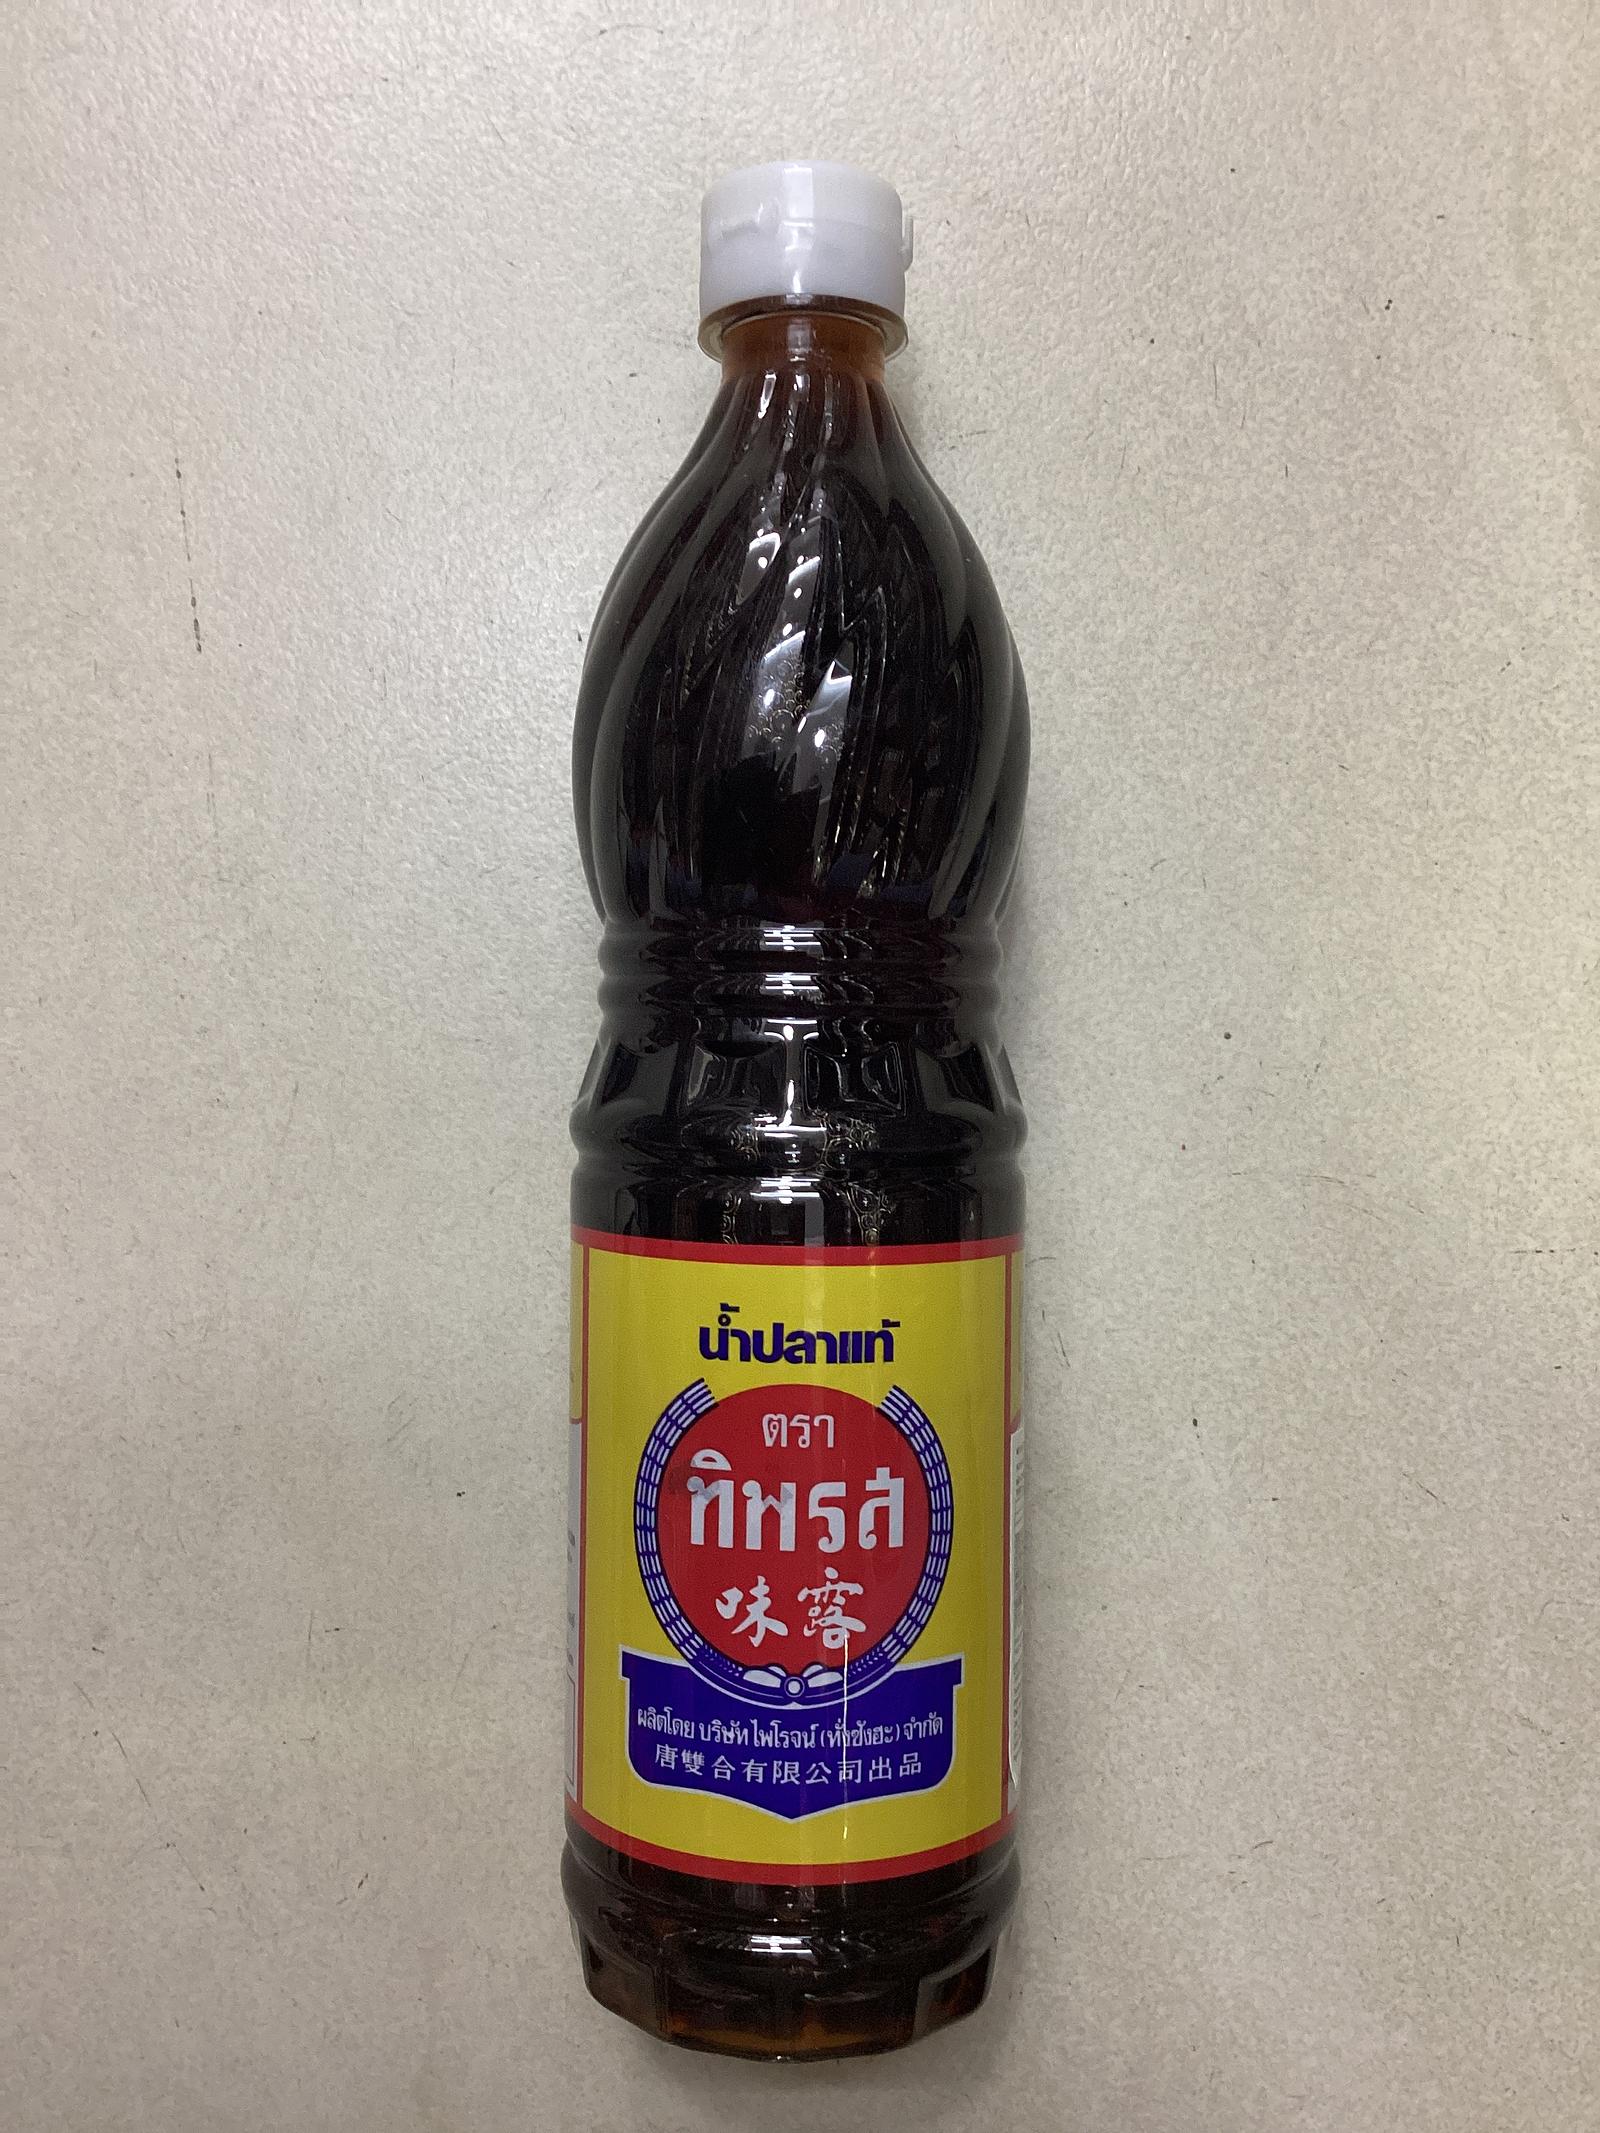 น้ำปลาแท้
ตรา
ทิพรส
味露
ผลิตโดย บริษัท ไพโรจน์ (ทั่งซังฮะ) จำกัด
唐雙合有限公司出品